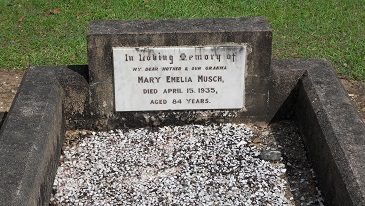 In Loving Memory of
MY DEAR MOTHER & OUR GRANMA
MARY EMELIA MUSCH,
DIED APRIL 15, 1935,
AGED 84 YEARS.